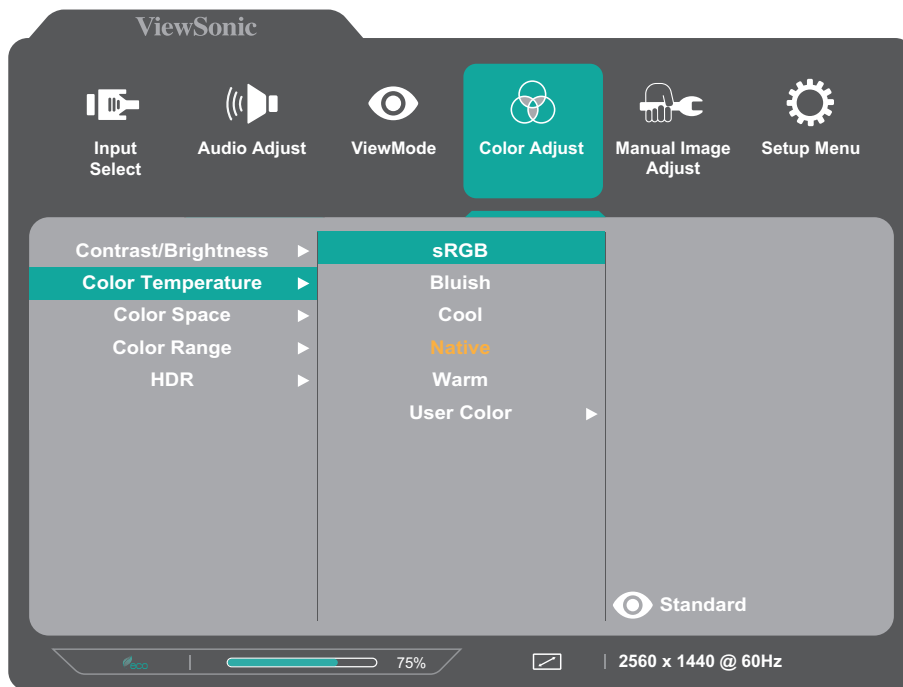 ViewSonic
Input Select
Audio Adjust
ViewMode
Color Adjust
Manual Image Adjust
Setup Menu
Contrast/Brightness
Color Temperature
Color Space
Color Range
HDR
sRGB
Bluish
Cool
Native
Warm
User Color
Standard
eco
75%
2560 x 1440 @ 60Hz